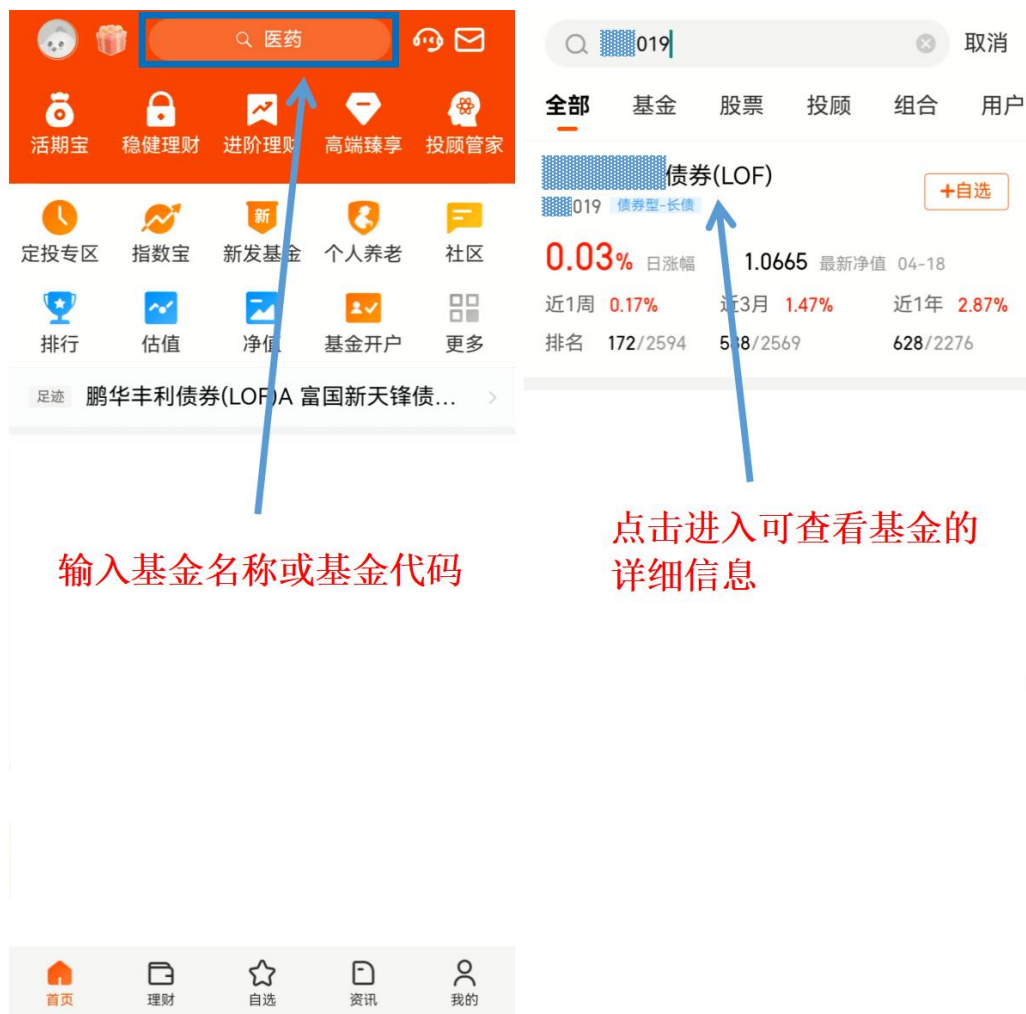 医药
活期宝 稳健理财 进阶理财 高端臻享 投顾管家
新
定投专区 指数宝 新发基金 个人养老 社区
排行 估值 净值 基金开户 更多
足迹 鹏华丰利债券(LOF)A 富国新天锋债... >
输入基金名称或基金代码
首页 理财 自选 资讯 我的
019 取消
全部 基金 股票 投顾 组合 用户
债券(LOF)
019 债券型-长债
+自选
0.03% 日涨幅 1.0665 最新净值 04-18
近1周 0.17% 近3月 1.47% 近1年 2.87%
排名 172/2594 588/2569 628/2276
点击进入可查看基金的
详细信息